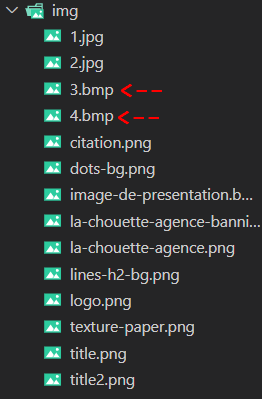 img
1.jpg
2.jpg
3.bmp
4.bmp
citation.png
dots-bg.png
image-de-presentation.b...
la-chouette-agence-banni...
la-chouette-agence.png
lines-h2-bg.png
logo.png
texture-paper.png
title.png
title2.png